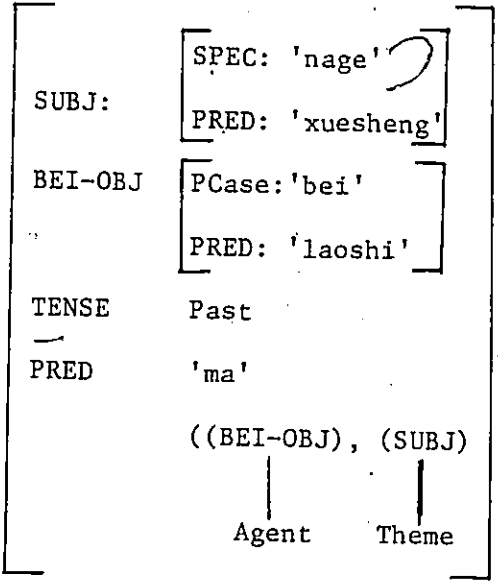 SPEC: 'nage'
SUBJ:
PRED: 'xuesheng'
BEI-OBJ PCase:'bei'
PRED: 'laoshi'
TENSE Past
PRED 'ma'
((BEI-OBJ), (SUBJ)
Agent Theme